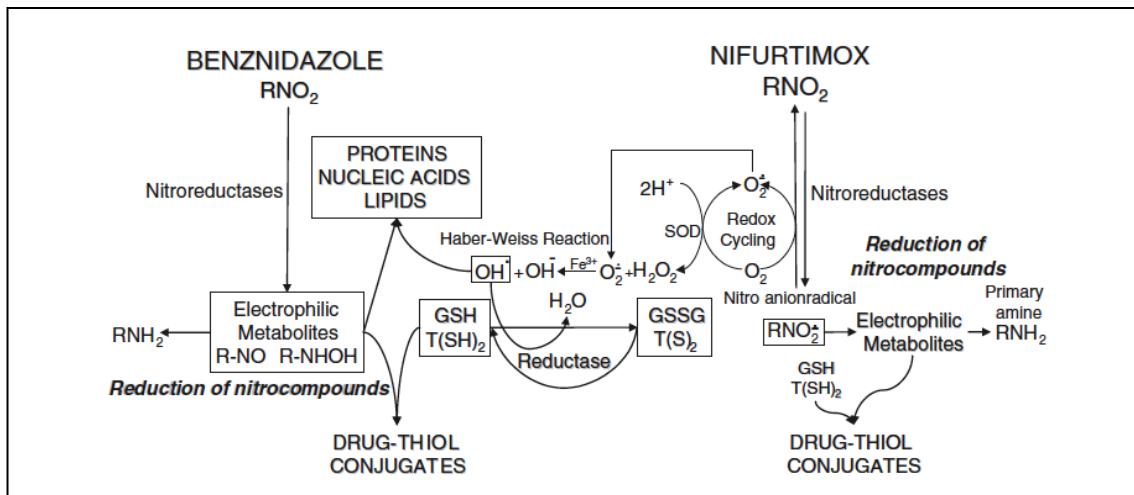 BENZNIDAZOLE
RNO2
NIFURTIMOX
RNO2
Nitroreductases
PROTEINS
NUCLEIC ACIDS
LIPIDS
2H+
O2∸
SOD
Redox
Cycling
O2
Nitroreductases
Haber-Weiss Reaction
OH• + OH− Fe3+ O2∸ + H2O2
H2O
Reduction of
nitrocompounds
Nitro anionradical
RNO2∸
Electrophilic
Metabolites
Primary
amine
RNH2
RNH2
Electrophilic
Metabolites
R-NO R-NHOH
Reduction of nitrocompounds
GSH
T(SH)2
Reductase
GSSG
T(S)2
GSH
T(SH)2
DRUG-THIOL
CONJUGATES
DRUG-THIOL
CONJUGATES